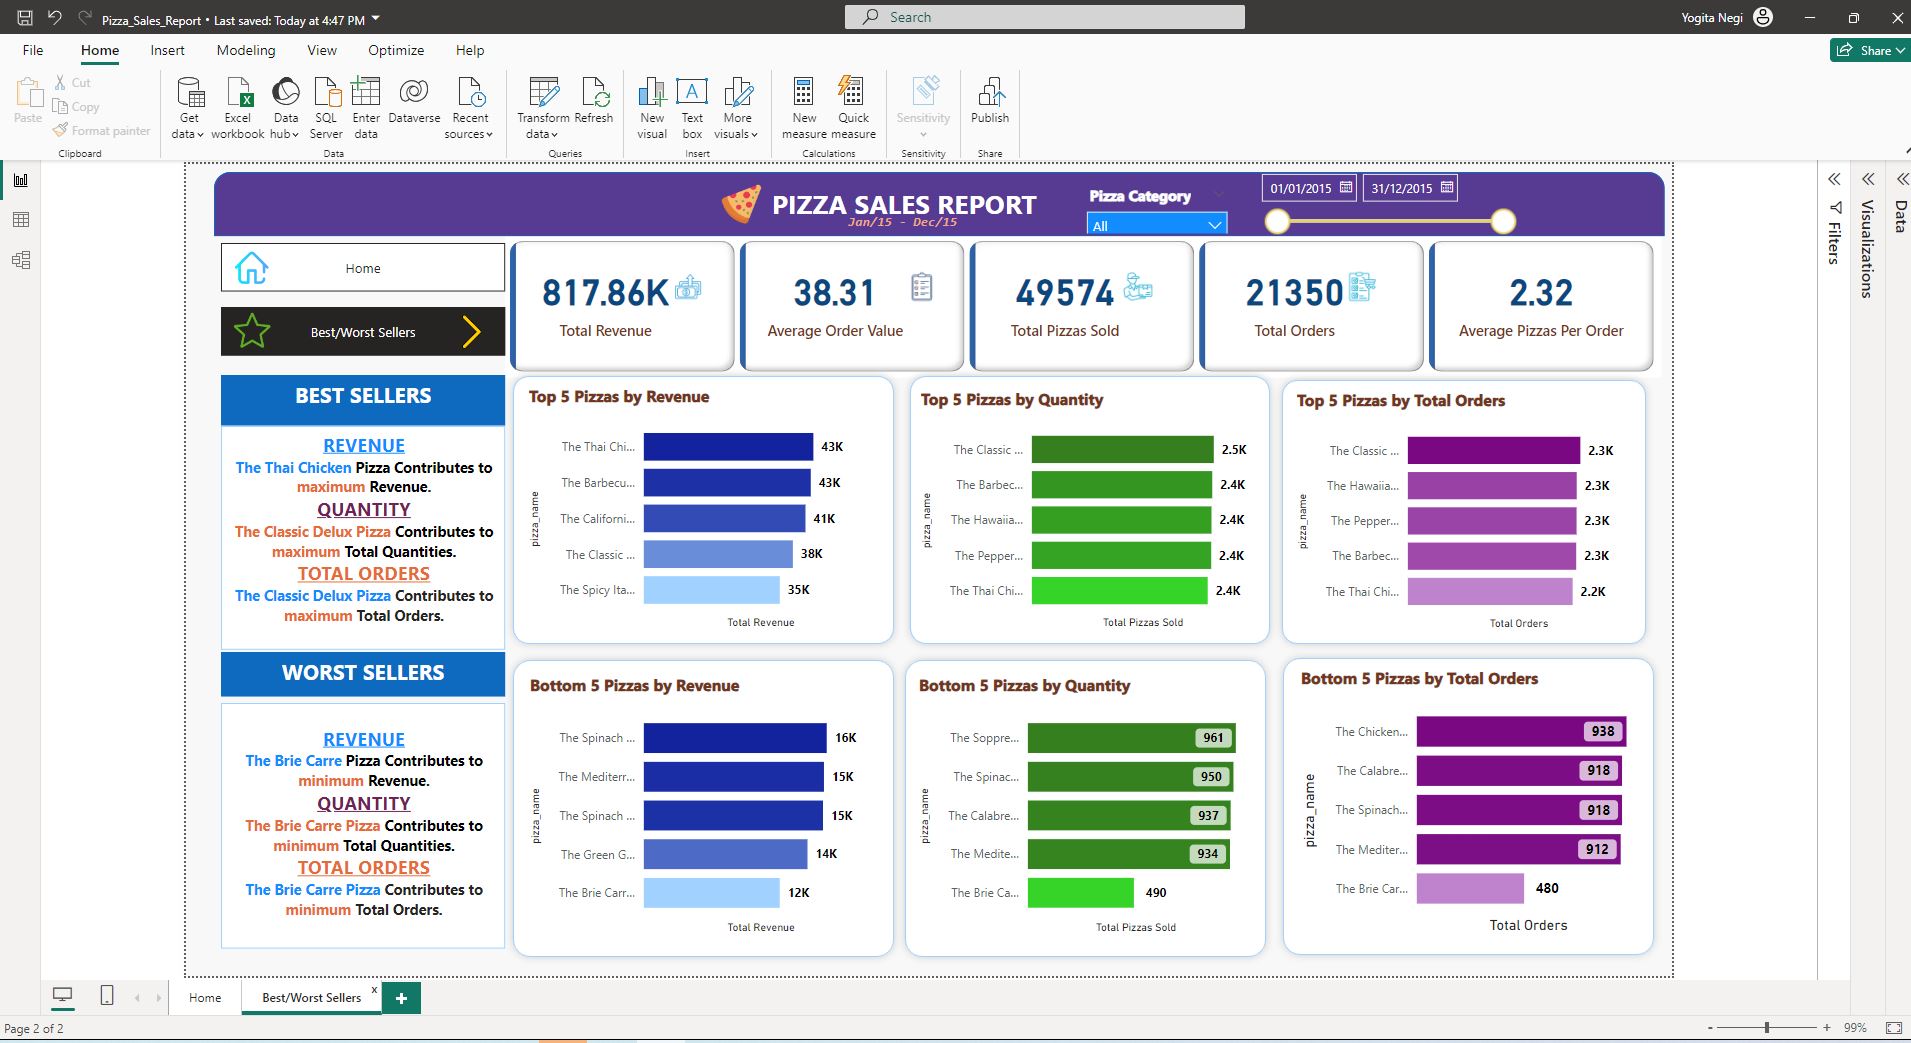 Pizza_Sales_Report • Last saved: Today at 4:47 PM
Search
Yogita Negi
File Home Insert Modeling View Optimize Help
Share
Paste
Cut
Copy
Format painter
Clipboard
Get data
Excel workbook
Data hub
SQL Server
Enter data
Dataverse
Recent sources
Data
Transform data
Refresh
Queries
New visual
Text box
More visuals
Insert
New measure
Quick measure
Calculations
Sensitivity
Sensitivity
Publish
Share
PIZZA SALES REPORT
Jan/15 - Dec/15
Pizza Category
All
01/01/2015
31/12/2015
Filters
Visualizations
Data
Home
Best/Worst Sellers
817.86K
Total Revenue
38.31
Average Order Value
49574
Total Pizzas Sold
21350
Total Orders
2.32
Average Pizzas Per Order
BEST SELLERS
REVENUE
The Thai Chicken Pizza Contributes to
maximum Revenue.
QUANTITY
The Classic Delux Pizza Contributes to
maximum Total Quantities.
TOTAL ORDERS
The Classic Delux Pizza Contributes to
maximum Total Orders.
Top 5 Pizzas by Revenue
pizza_name
The Thai Chi... 43K
The Barbecu... 43K
The Californi... 41K
The Classic ... 38K
The Spicy Ita... 35K
Total Revenue
Top 5 Pizzas by Quantity
pizza_name
The Classic ... 2.5K
The Barbec... 2.4K
The Hawaiia... 2.4K
The Pepper... 2.4K
The Thai Chi... 2.4K
Total Pizzas Sold
Top 5 Pizzas by Total Orders
pizza_name
The Classic ... 2.3K
The Hawaiia... 2.3K
The Pepper... 2.3K
The Barbec... 2.3K
The Thai Chi... 2.2K
Total Orders
WORST SELLERS
REVENUE
The Brie Carre Pizza Contributes to
minimum Revenue.
QUANTITY
The Brie Carre Pizza Contributes to
minimum Total Quantities.
TOTAL ORDERS
The Brie Carre Pizza Contributes to
minimum Total Orders.
Bottom 5 Pizzas by Revenue
pizza_name
The Spinach ... 16K
The Mediterr... 15K
The Spinach ... 15K
The Green G... 14K
The Brie Carr... 12K
Total Revenue
Bottom 5 Pizzas by Quantity
pizza_name
The Soppre... 961
The Spinac... 950
The Calabre... 937
The Medite... 934
The Brie Ca... 490
Total Pizzas Sold
Bottom 5 Pizzas by Total Orders
pizza_name
The Chicken... 938
The Calabre... 918
The Spinach... 918
The Mediter... 912
The Brie Car... 480
Total Orders
Home
Best/Worst Sellers x
+
Page 2 of 2
- + 99%